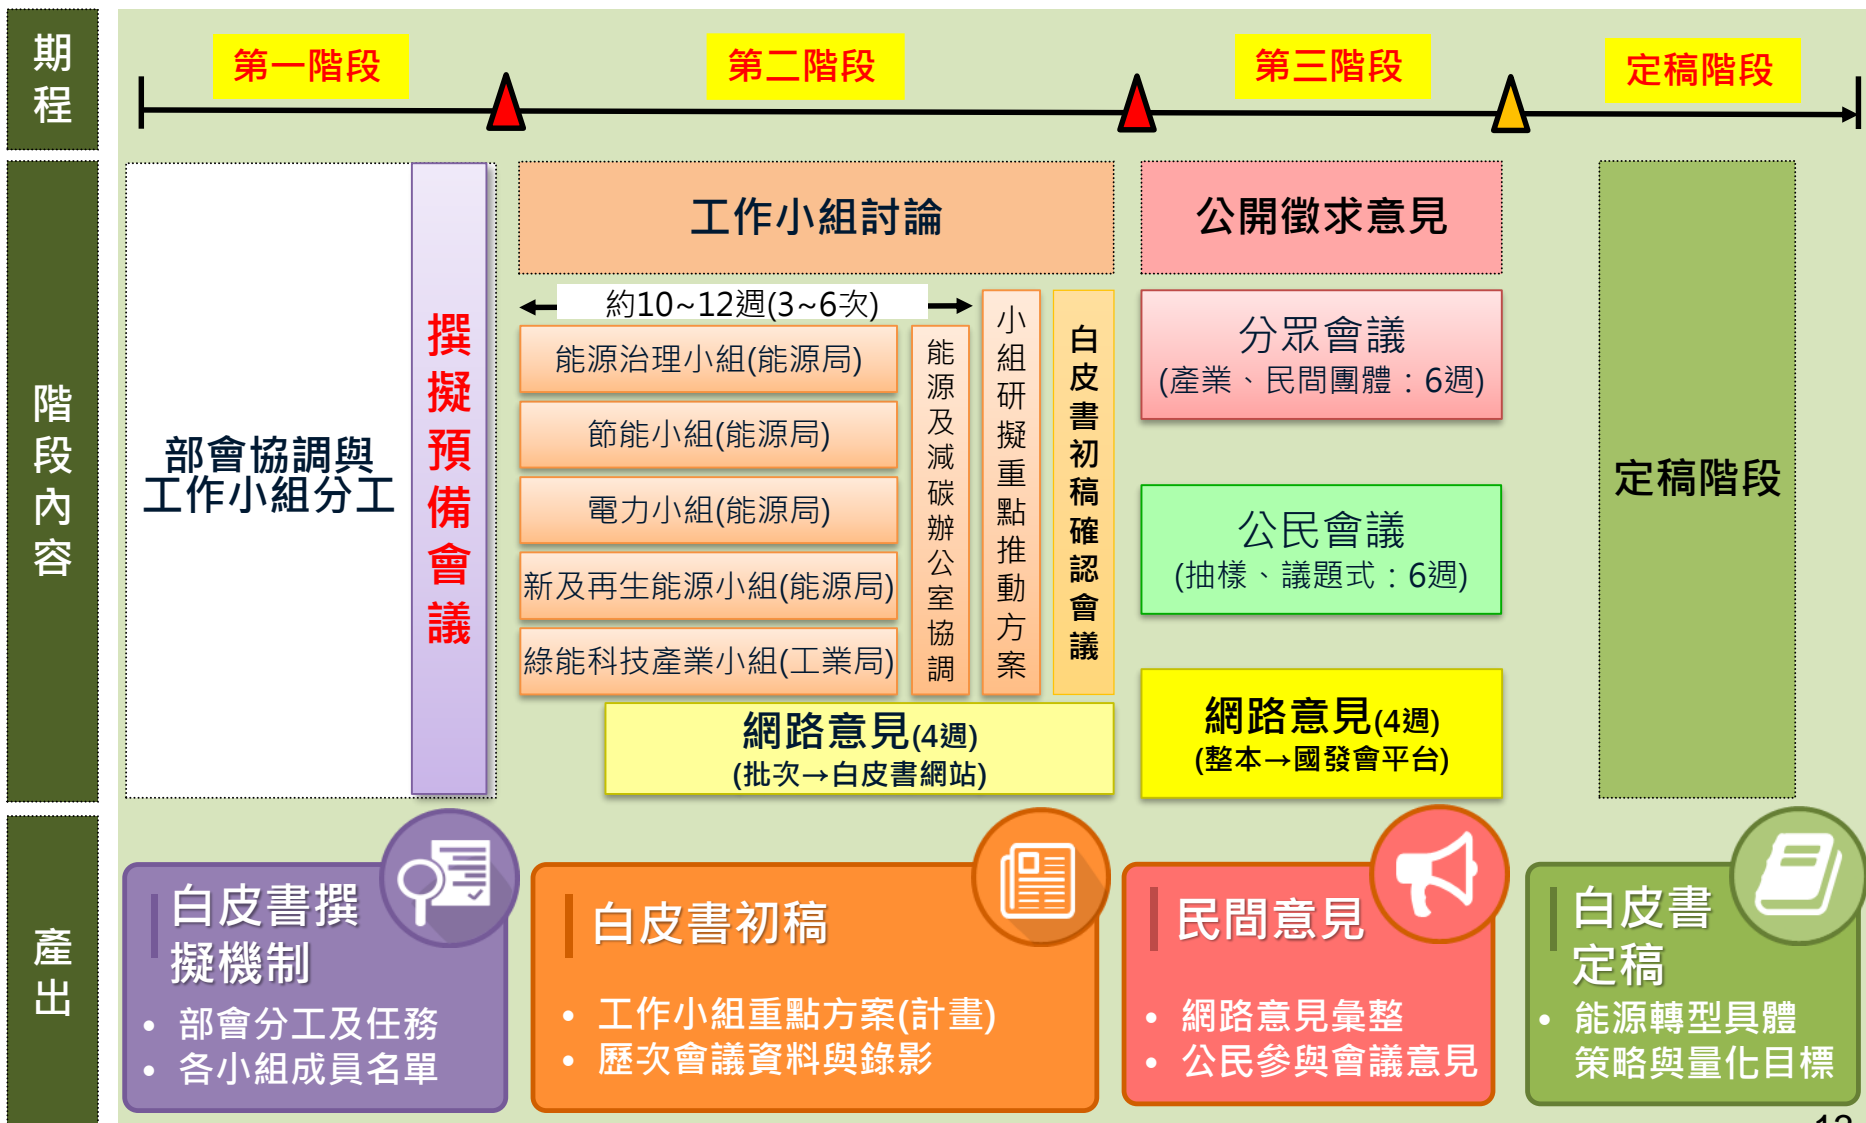 期
程
第一階段
第二階段
第三階段
定稿階段
階
段
內
容
部會協調與
工作小組分工
撰擬預備會議
工作小組討論
約10~12週(3~6次)
能源治理小組(能源局)
節能小組(能源局)
電力小組(能源局)
新及再生能源小組(能源局)
綠能科技產業小組(工業局)
能源及減碳辦公室協調
小組研擬重點推動方案
白皮書初稿確認會議
網路意見(4週)
(批次→白皮書網站)
公開徵求意見
分眾會議
(產業、民間團體：6週)
公民會議
(抽樣、議題式：6週)
網路意見(4週)
(整本→國發會平台)
定稿階段
產
出
白皮書撰
擬機制
• 部會分工及任務
• 各小組成員名單
白皮書初稿
• 工作小組重點方案(計畫)
• 歷次會議資料與錄影
民間意見
• 網路意見彙整
• 公民參與會議意見
白皮書
定稿
• 能源轉型具體
策略與量化目標